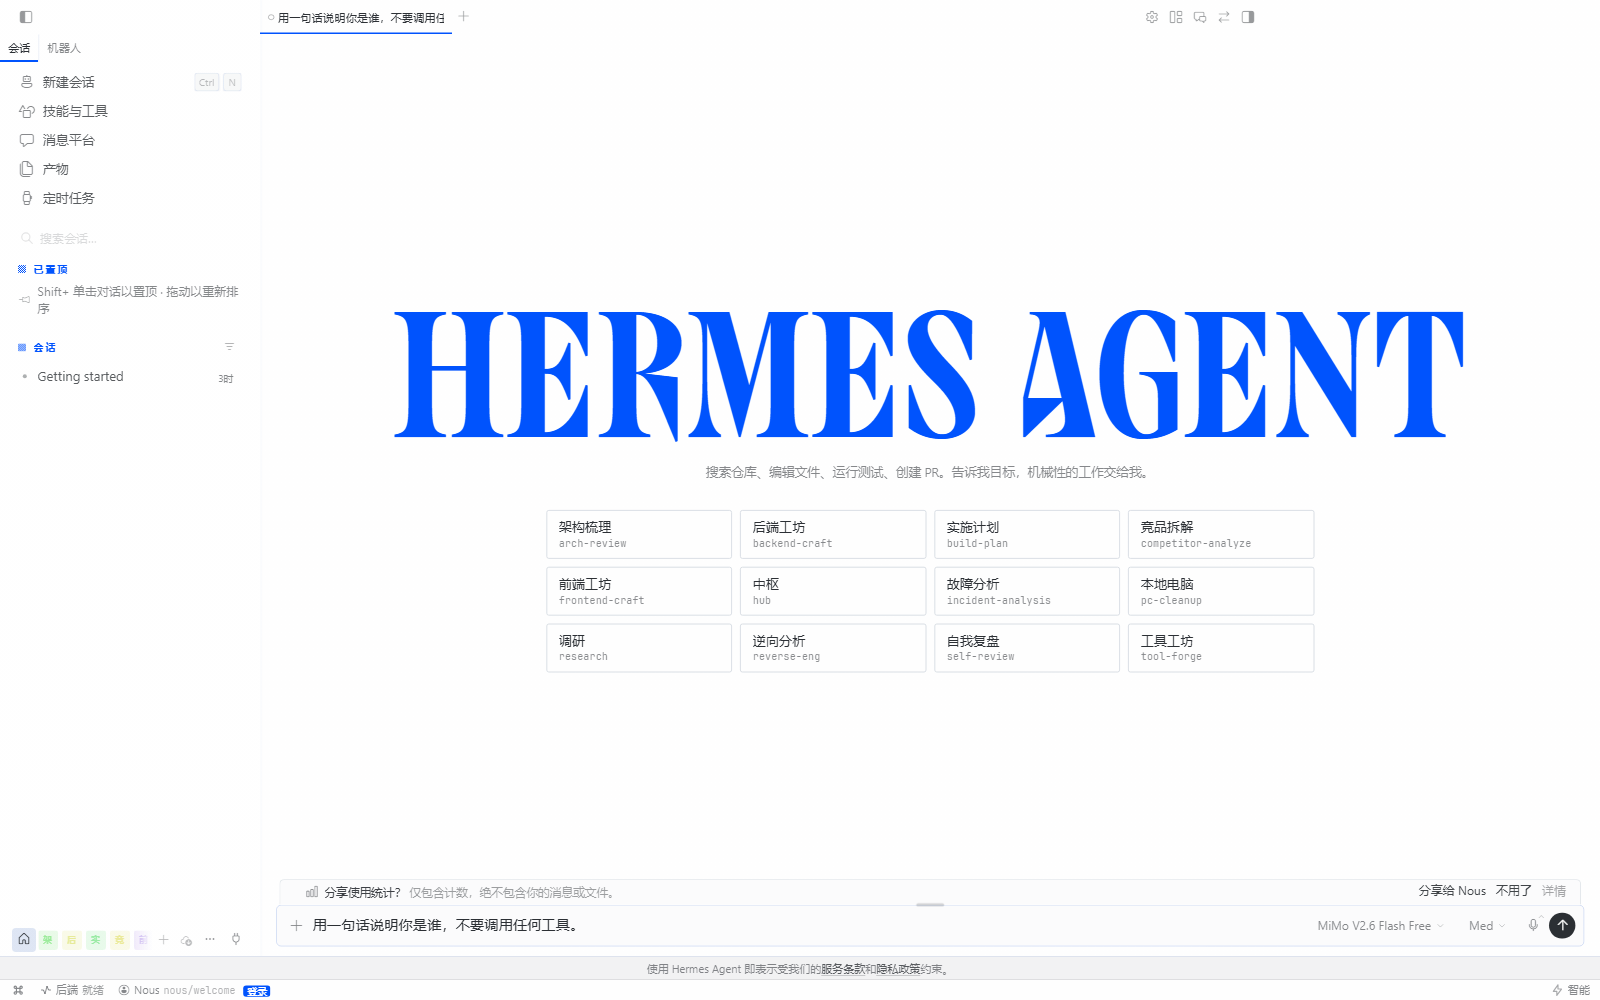 用一句话说明你是谁，不要调用任
会话 机器人
新建会话 Ctrl N
技能与工具
消息平台
产物
定时任务
搜索会话...
已置顶
Shift+ 单击对话以置顶 · 拖动以重新排
序
会话
Getting started 3时
HERMES AGENT
搜索仓库、编辑文件、运行测试、创建 PR。告诉我目标，机械性的工作交给我。
架构梳理
arch-review
后端工坊
backend-craft
实施计划
build-plan
竞品拆解
competitor-analyze
前端工坊
frontend-craft
中枢
hub
故障分析
incident-analysis
本地电脑
pc-cleanup
调研
research
逆向分析
reverse-eng
自我复盘
self-review
工具工坊
tool-forge
分享使用统计？ 仅包含计数，绝不包含你的消息或文件。 分享给 Nous 不用了 详情
用一句话说明你是谁，不要调用任何工具。 MiMo V2.6 Flash Free Med
架 后 实 竞 前
使用 Hermes Agent 即表示受我们的服务条款和隐私政策约束。
后端 就绪 Nous nous/welcome 登录 智能